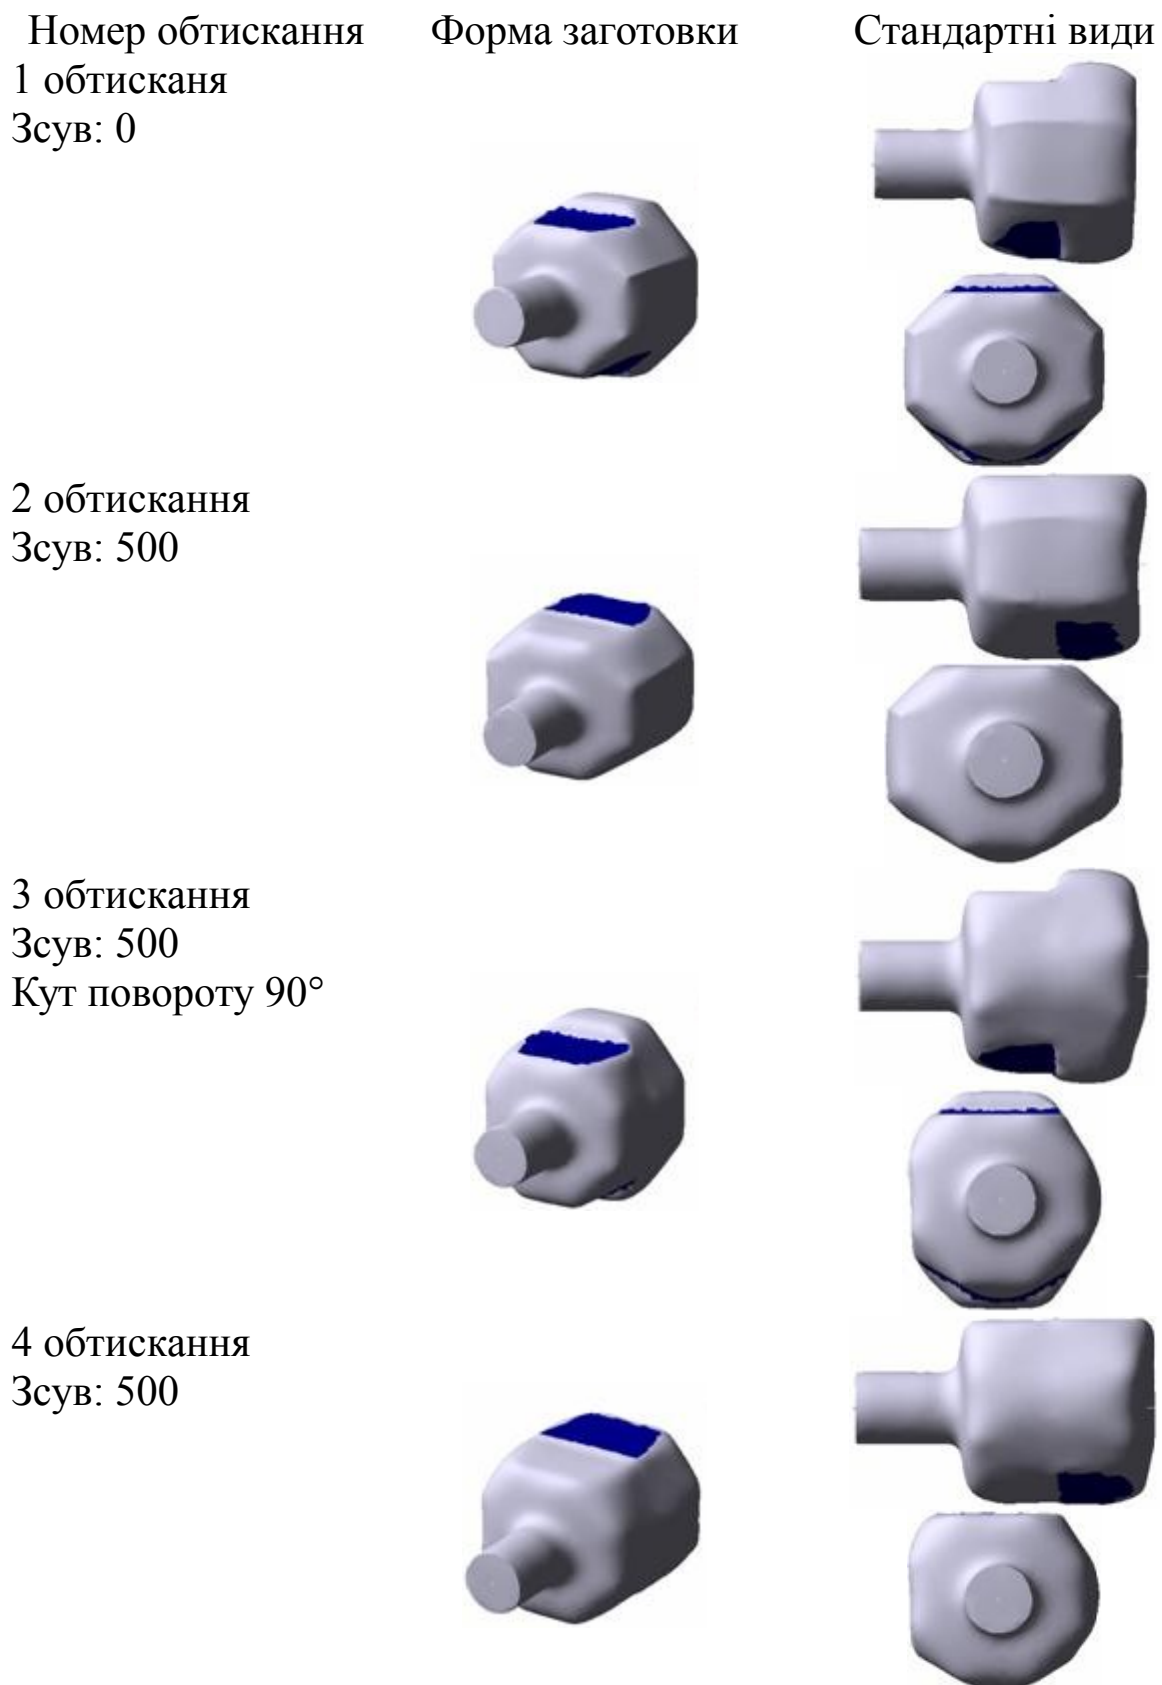 Номер обтискання Форма заготовки Стандартні види
1 обтисканя
Зсув: 0
2 обтискання
Зсув: 500
3 обтискання
Зсув: 500
Кут повороту 90°
4 обтискання
Зсув: 500